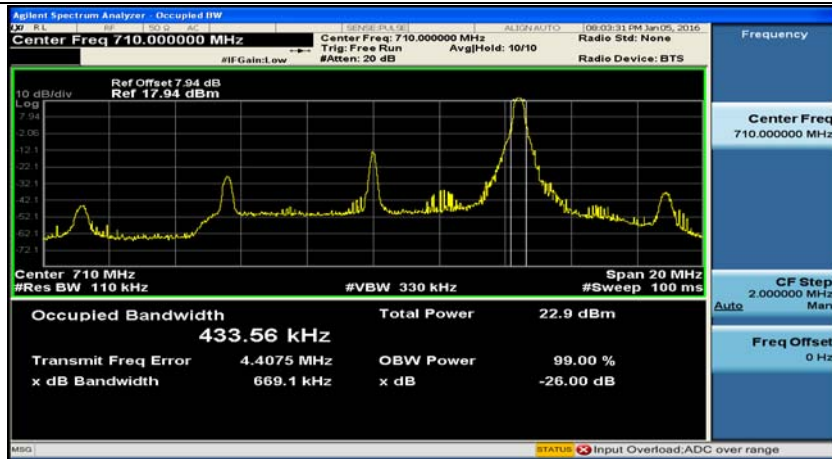 Agilent Spectrum Analyzer - Occupied BW
LXI RL RF 50 Ω AC SENSE:PULSE ALIGN AUTO 08:03:31 PM Jan 05, 2016
Center Freq 710.000000 MHz
Center Freq: 710.000000 MHz
Radio Std: None
Trig: Free Run Avg|Hold: 10/10
#IFGain:Low #Atten: 20 dB Radio Device: BTS
Frequency
Ref Offset 7.94 dB
10 dB/div Ref 17.94 dBm
Log
7.94
-2.06
-12.1
-22.1
-32.1
-42.1
-52.1
-62.1
-72.1
Center 710 MHz Span 20 MHz
#Res BW 110 kHz #VBW 330 kHz #Sweep 100 ms
Occupied Bandwidth Total Power 22.9 dBm
433.56 kHz
Transmit Freq Error 4.4075 MHz OBW Power 99.00 %
x dB Bandwidth 669.1 kHz x dB -26.00 dB
Center Freq
710.000000 MHz
CF Step
2.000000 MHz
Auto Man
Freq Offset
0 Hz
MSG STATUS Input Overload;ADC over range